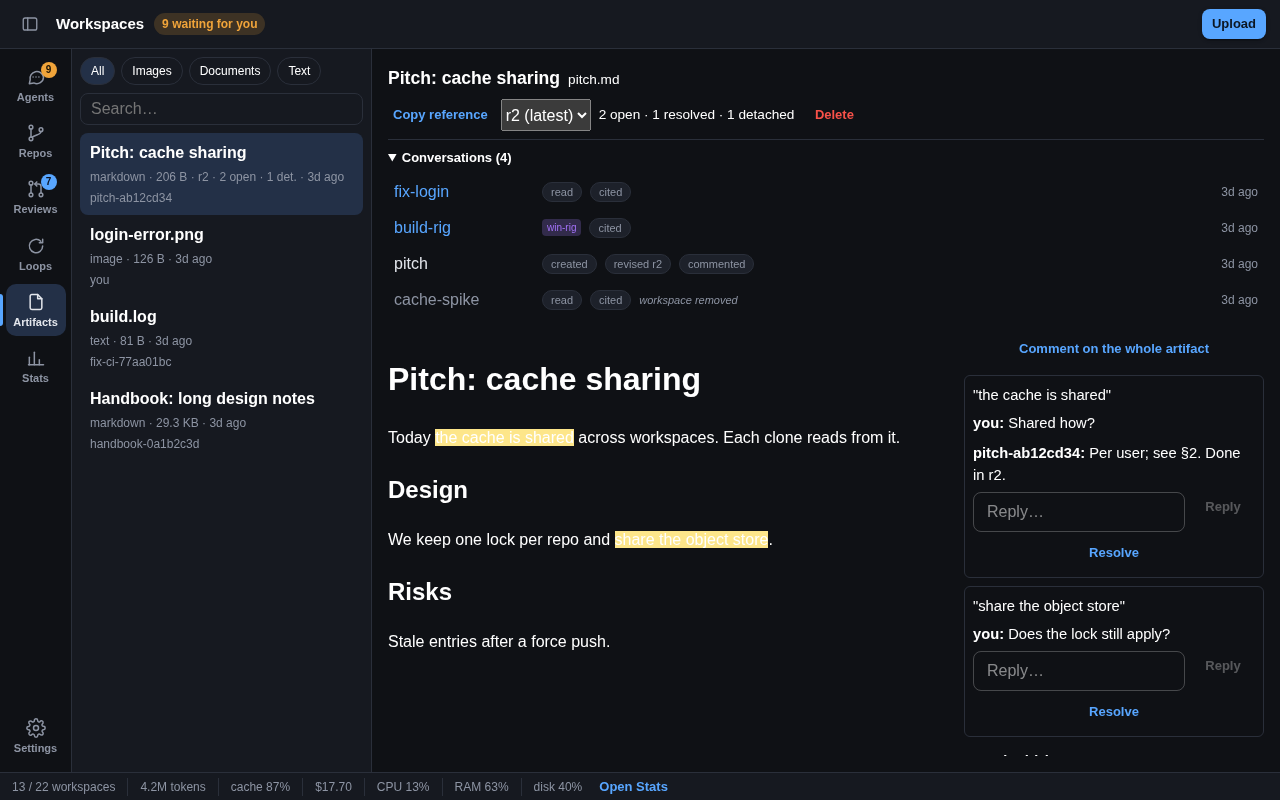 Workspaces 9 waiting for you Upload
9
Agents
Repos
7
Reviews
Loops
Artifacts
Stats
Settings
All Images Documents Text
Search…
Pitch: cache sharing
markdown · 206 B · r2 · 2 open · 1 det. · 3d ago
pitch-ab12cd34
login-error.png
image · 126 B · 3d ago
you
build.log
text · 81 B · 3d ago
fix-ci-77aa01bc
Handbook: long design notes
markdown · 29.3 KB · 3d ago
handbook-0a1b2c3d
Pitch: cache sharing pitch.md
Copy reference r2 (latest) 2 open · 1 resolved · 1 detached Delete
Conversations (4)
fix-login read cited 3d ago
build-rig win-rig cited 3d ago
pitch created revised r2 commented 3d ago
cache-spike read cited workspace removed 3d ago
Pitch: cache sharing
Today the cache is shared across workspaces. Each clone reads from it.
Design
We keep one lock per repo and share the object store.
Risks
Stale entries after a force push.
Comment on the whole artifact
"the cache is shared"
you: Shared how?
pitch-ab12cd34: Per user; see §2. Done
in r2.
Reply… Reply
Resolve
"share the object store"
you: Does the lock still apply?
Reply… Reply
Resolve
13 / 22 workspaces 4.2M tokens cache 87% $17.70 CPU 13% RAM 63% disk 40% Open Stats